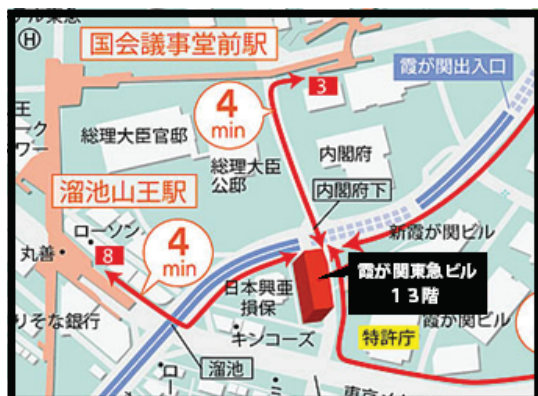 国会議事堂前駅
H
霞が関出入口
3
4
min
総理大臣官邸
総理大臣
公邸
内閣府
溜池山王駅
内閣府下
ローソン
丸善
8
4
min
新霞が関ビル
霞が関東急ビル
13階
日本興亜
損保
りそな銀行
キンコーズ
特許庁
霞が関ビル
溜池